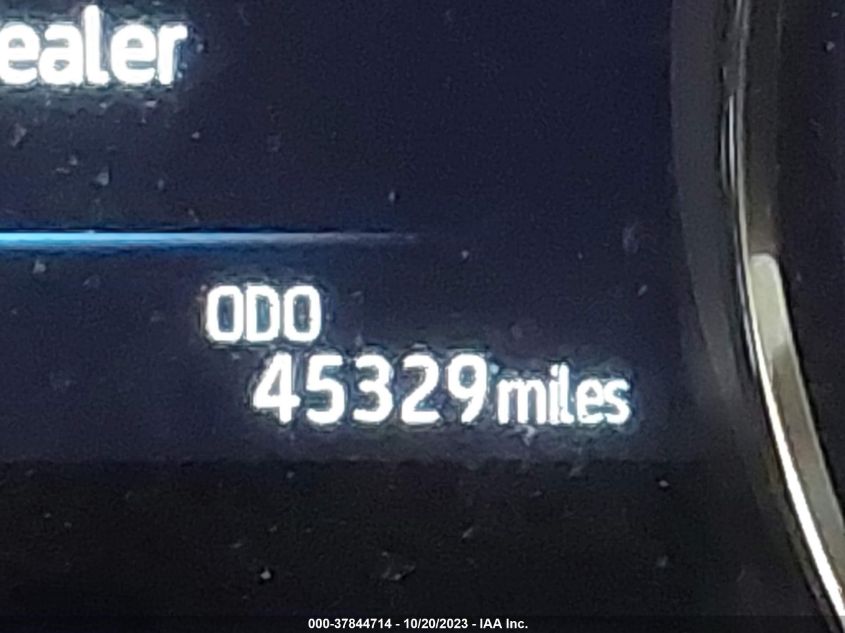 ealer
ODO
45329 miles
000-37844714 - 10/20/2023 - IAA Inc.